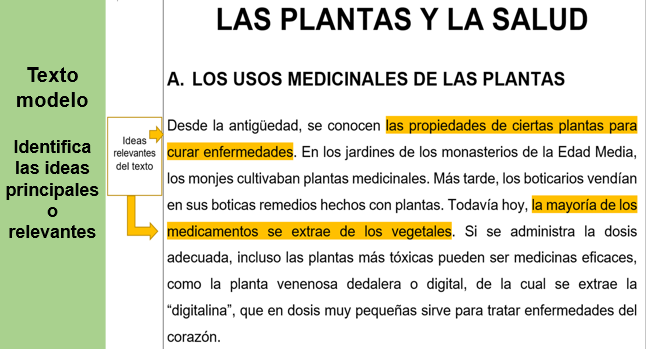 Texto
modelo
Identifica
las ideas
principales
o
relevantes
Ideas
relevantes
del texto
LAS PLANTAS Y LA SALUD
A. LOS USOS MEDICINALES DE LAS PLANTAS
Desde la antigüedad, se conocen las propiedades de ciertas plantas para
curar enfermedades. En los jardines de los monasterios de la Edad Media,
los monjes cultivaban plantas medicinales. Más tarde, los boticarios vendían
en sus boticas remedios hechos con plantas. Todavía hoy, la mayoría de los
medicamentos se extrae de los vegetales. Si se administra la dosis
adecuada, incluso las plantas más tóxicas pueden ser medicinas eficaces,
como la planta venenosa dedalera o digital, de la cual se extrae la
“digitalina”, que en dosis muy pequeñas sirve para tratar enfermedades del
corazón.